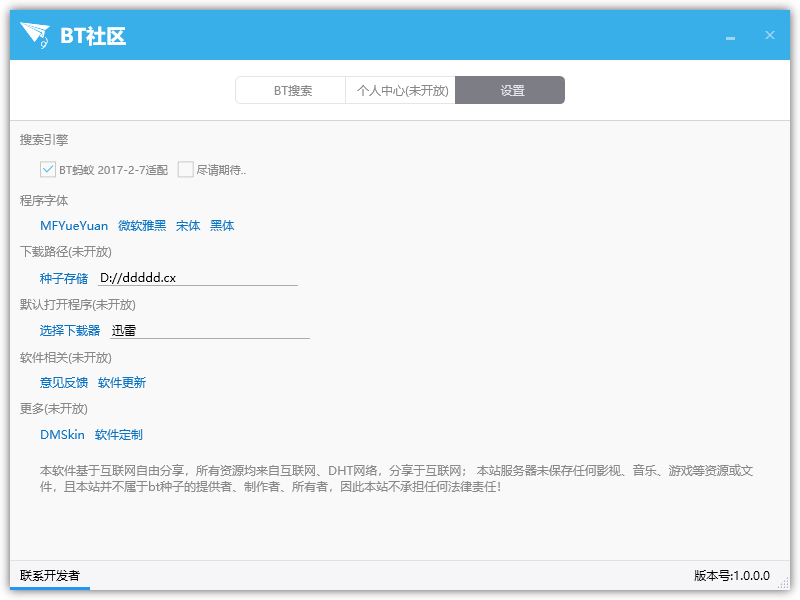 BT社区
BT搜索 个人中心(未开放) 设置
搜索引擎
BT蚂蚁 2017-2-7适配 尽请期待..
程序字体
MFYueYuan 微软雅黑 宋体 黑体
下载路径(未开放)
种子存储 D://ddddd.cx
默认打开程序(未开放)
选择下载器 迅雷
软件相关(未开放)
意见反馈 软件更新
更多(未开放)
DMSkin 软件定制
本软件基于互联网自由分享，所有资源均来自互联网、DHT网络，分享于互联网； 本站服务器未保存任何影视、音乐、游戏等资源或文
件，且本站并不属于bt种子的提供者、制作者、所有者，因此本站不承担任何法律责任！
联系开发者 版本号:1.0.0.0